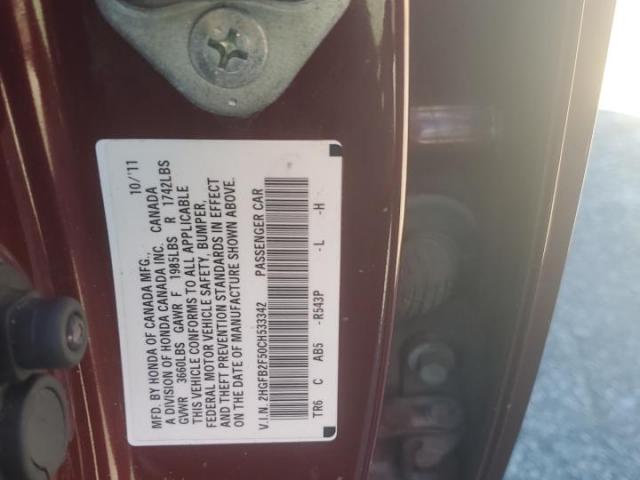 MFD. BY HONDA OF CANADA MFG., 10/'11
A DIVISION OF HONDA CANADA INC. CANADA
GVWR 3660LBS GAWR F 1985LBS R 1742LBS
THIS VEHICLE CONFORMS TO ALL APPLICABLE
FEDERAL MOTOR VEHICLE SAFETY, BUMPER,
AND THEFT PREVENTION STANDARDS IN EFFECT
ON THE DATE OF MANUFACTURE SHOWN ABOVE.
V.I.N. 2HGFB2F50CH533342 PASSENGER CAR
TR6 C AB5 -R543P -L -H